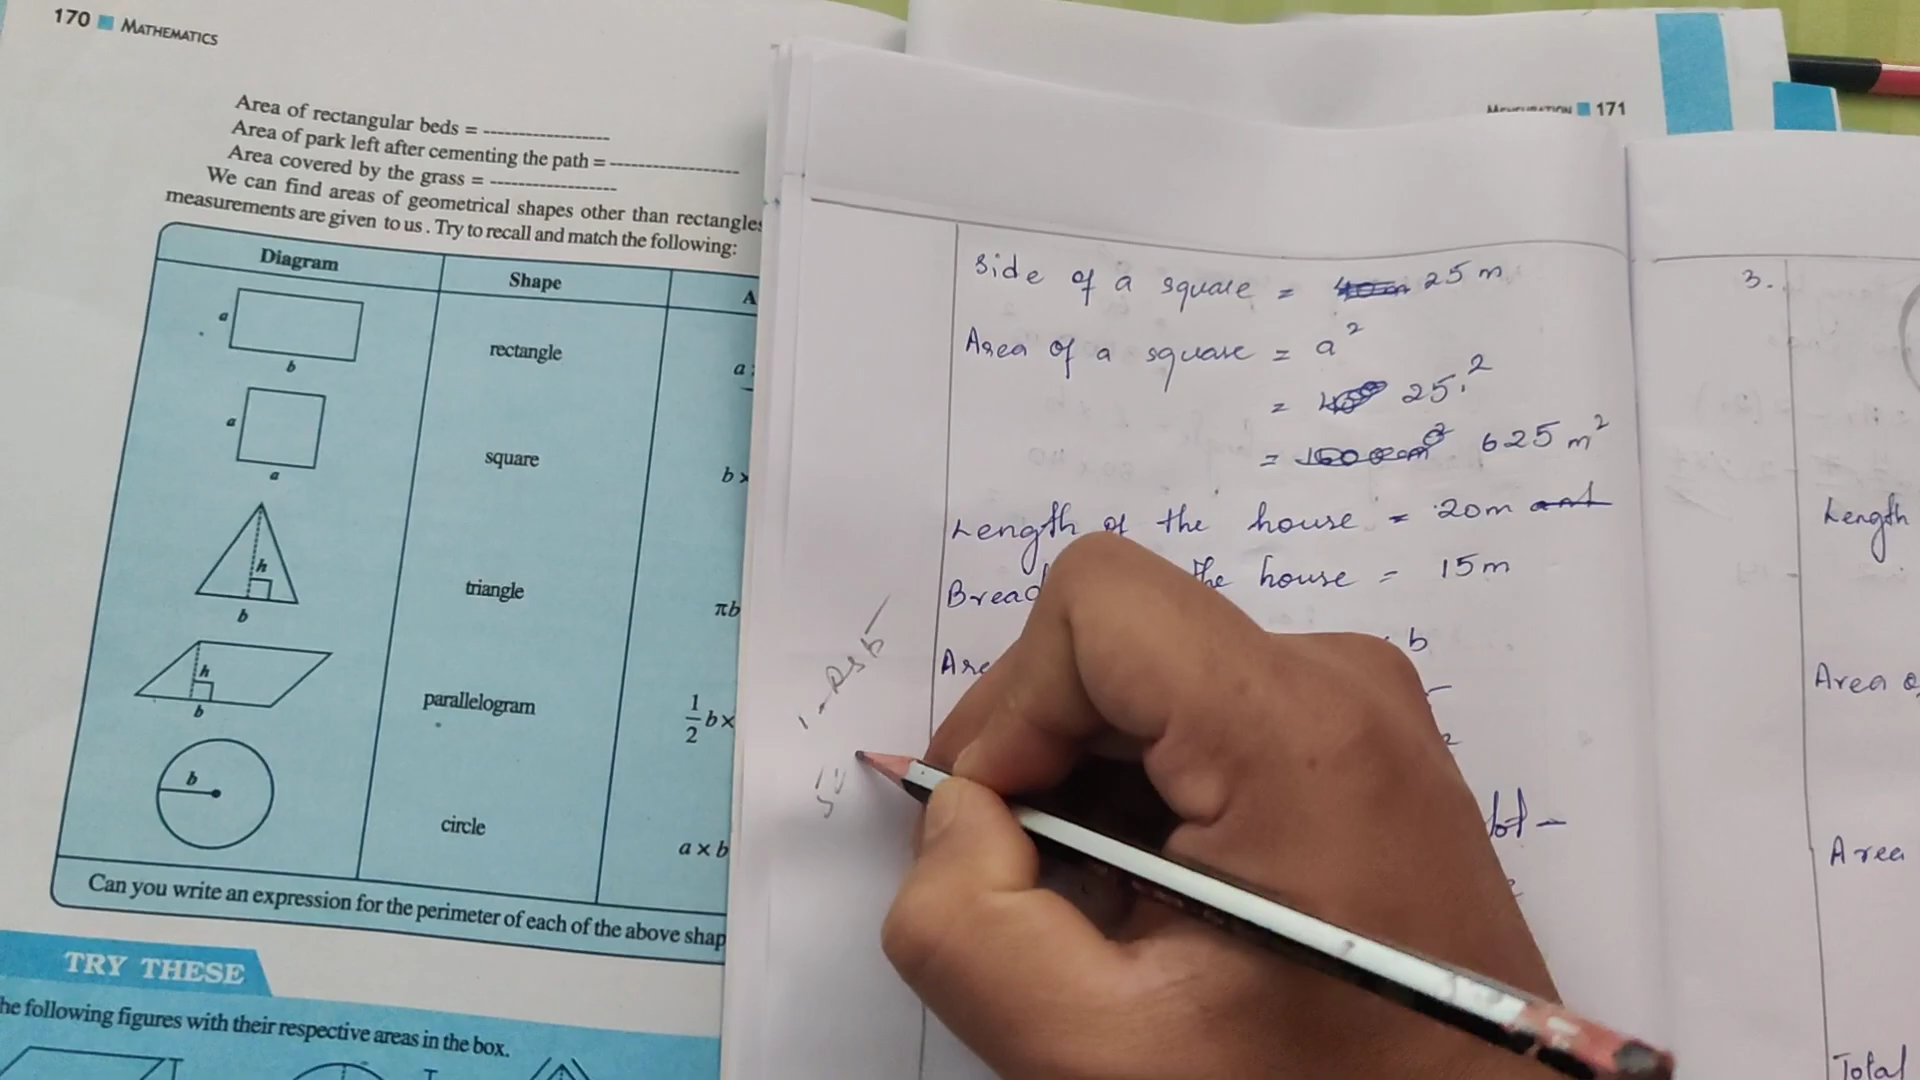 170 MATHEMATICS
Area of rectangular beds =
Area of park left after cementing the path =
Area covered by the grass =
We can find areas of geometrical shapes other than rectangles
measurements are given to us . Try to recall and match the following:
Diagram Shape A
a
b
rectangle
a
a
a
square
b ×
h
b
triangle
πb
h
b
parallelogram
1/2 b ×
b
circle
a × b
Can you write an expression for the perimeter of each of the above shap
TRY THESE
he following figures with their respective areas in the box.
MENSURATION 171
Side of a square = 25 m
Area of a square = a²
= 25²
= 625 m²
Length of the house = 20m
Bread the house = 15m
Are b
3.
Length
Area o
Area
Total